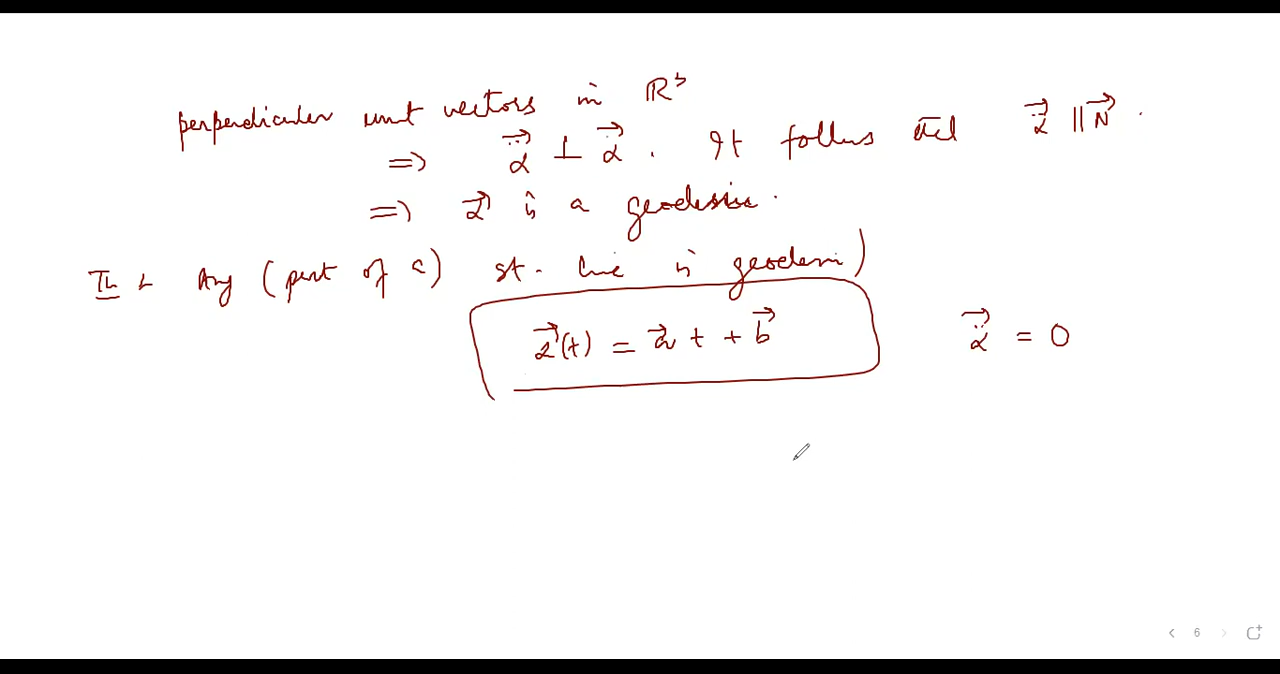 perpendicular unit vectors in ℝ³
⇒ α̈⃗ ⊥ α̇⃗ . It follows that α̈⃗ ∥ N⃗ .
⇒ α⃗ is a geodesic .
Th : Any (part of a) st. line is geodesic)
α⃗(t) = a⃗ t + b⃗ α̈⃗ = 0
6